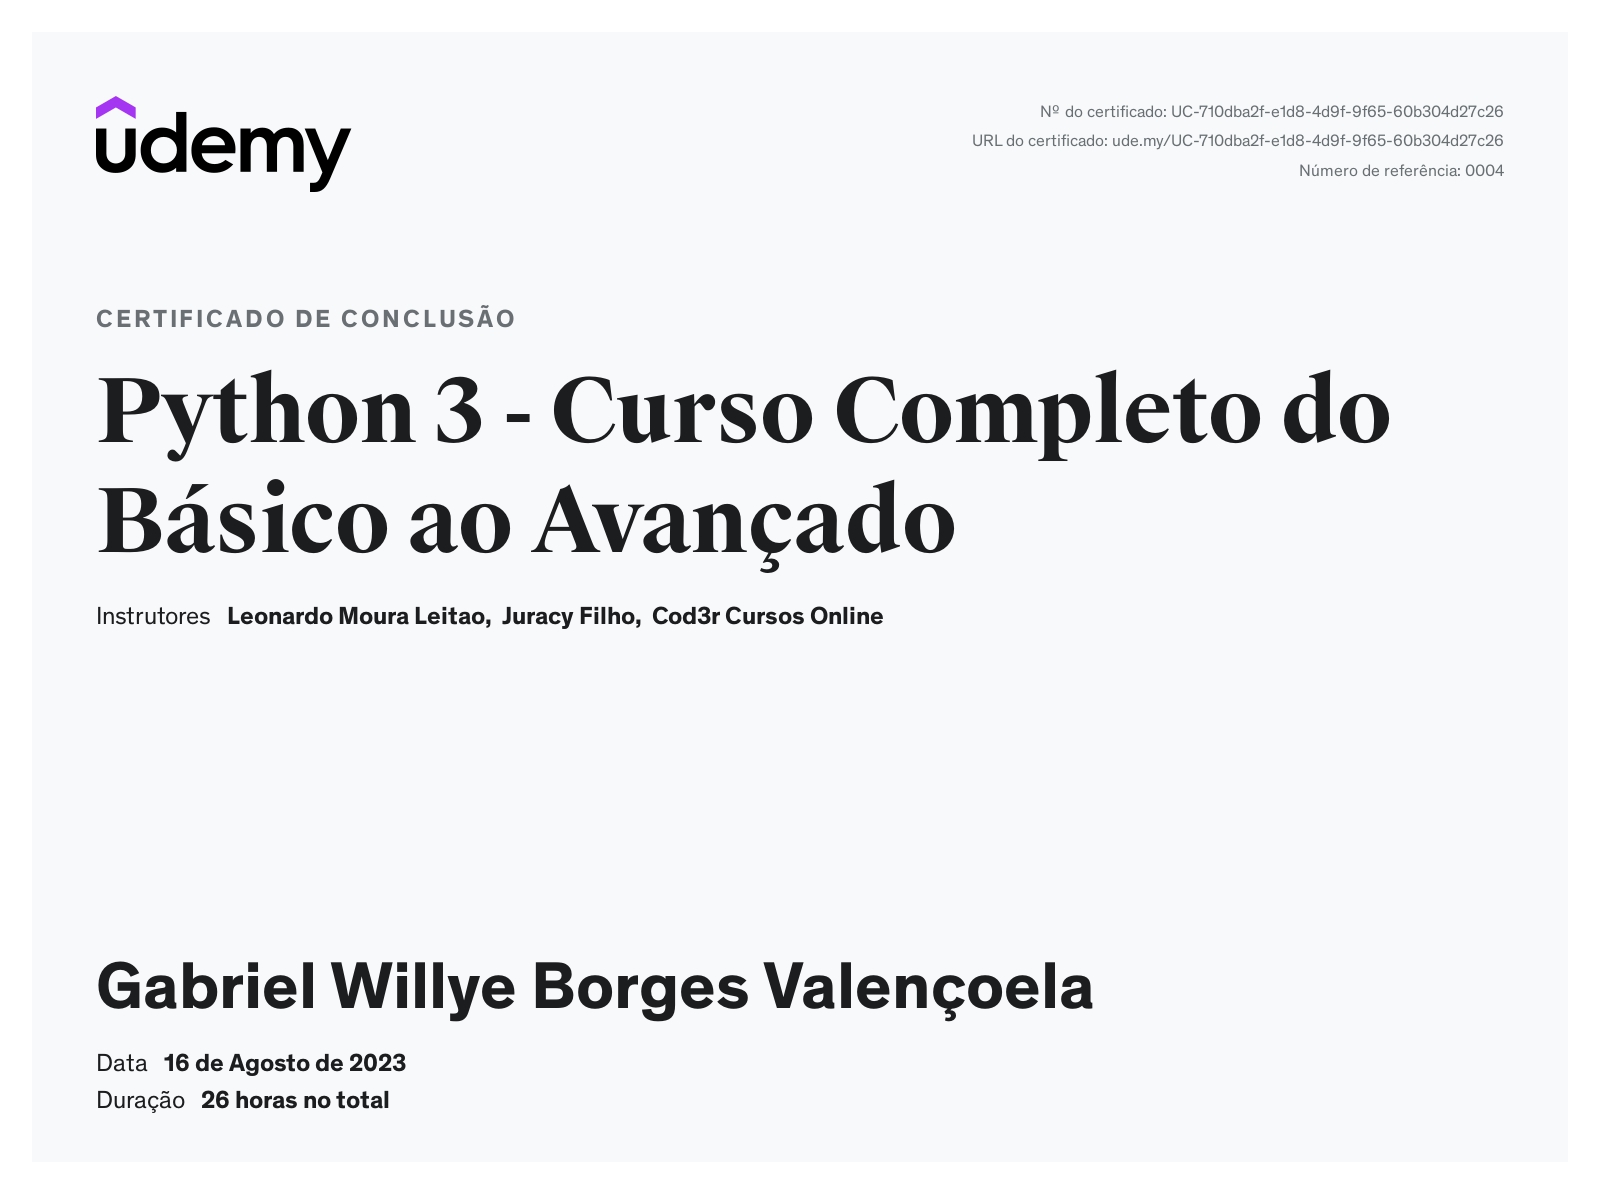 udemy
Nº do certificado: UC-710dba2f-e1d8-4d9f-9f65-60b304d27c26
URL do certificado: ude.my/UC-710dba2f-e1d8-4d9f-9f65-60b304d27c26
Número de referência: 0004
CERTIFICADO DE CONCLUSÃO
Python 3 - Curso Completo do
Básico ao Avançado
Instrutores Leonardo Moura Leitao, Juracy Filho, Cod3r Cursos Online
Gabriel Willye Borges Valençoela
Data 16 de Agosto de 2023
Duração 26 horas no total